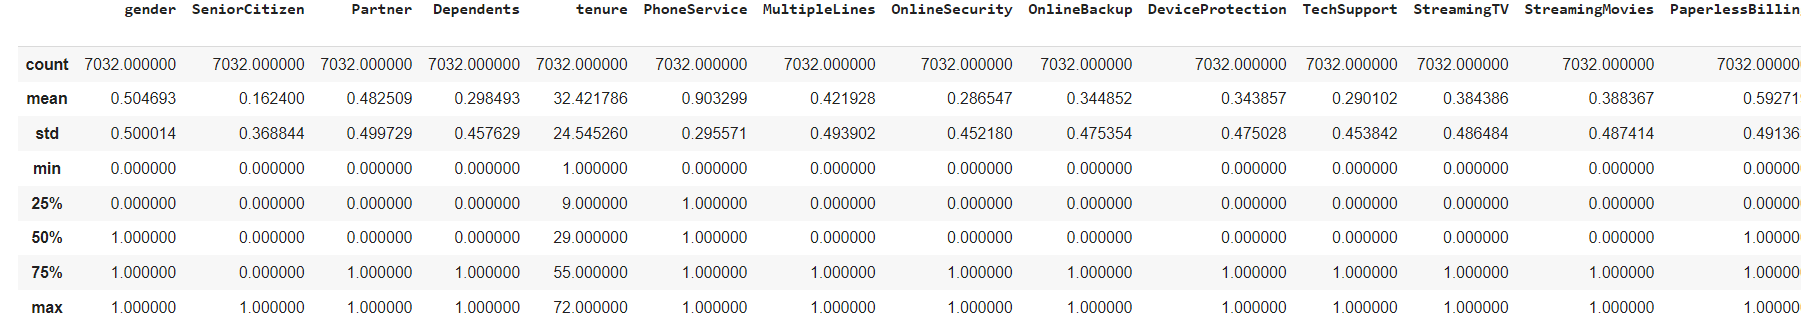 gender SeniorCitizen Partner Dependents tenure PhoneService MultipleLines OnlineSecurity OnlineBackup DeviceProtection TechSupport StreamingTV StreamingMovies PaperlessBillin
count 7032.000000 7032.000000 7032.000000 7032.000000 7032.000000 7032.000000 7032.000000 7032.000000 7032.000000 7032.000000 7032.000000 7032.000000 7032.000000 7032.00000
mean 0.504693 0.162400 0.482509 0.298493 32.421786 0.903299 0.421928 0.286547 0.344852 0.343857 0.290102 0.384386 0.388367 0.59271
std 0.500014 0.368844 0.499729 0.457629 24.545260 0.295571 0.493902 0.452180 0.475354 0.475028 0.453842 0.486484 0.487414 0.49136
min 0.000000 0.000000 0.000000 0.000000 1.000000 0.000000 0.000000 0.000000 0.000000 0.000000 0.000000 0.000000 0.000000 0.00000
25% 0.000000 0.000000 0.000000 0.000000 9.000000 1.000000 0.000000 0.000000 0.000000 0.000000 0.000000 0.000000 0.000000 0.00000
50% 1.000000 0.000000 0.000000 0.000000 29.000000 1.000000 0.000000 0.000000 0.000000 0.000000 0.000000 0.000000 0.000000 1.00000
75% 1.000000 0.000000 1.000000 1.000000 55.000000 1.000000 1.000000 1.000000 1.000000 1.000000 1.000000 1.000000 1.000000 1.00000
max 1.000000 1.000000 1.000000 1.000000 72.000000 1.000000 1.000000 1.000000 1.000000 1.000000 1.000000 1.000000 1.000000 1.00000